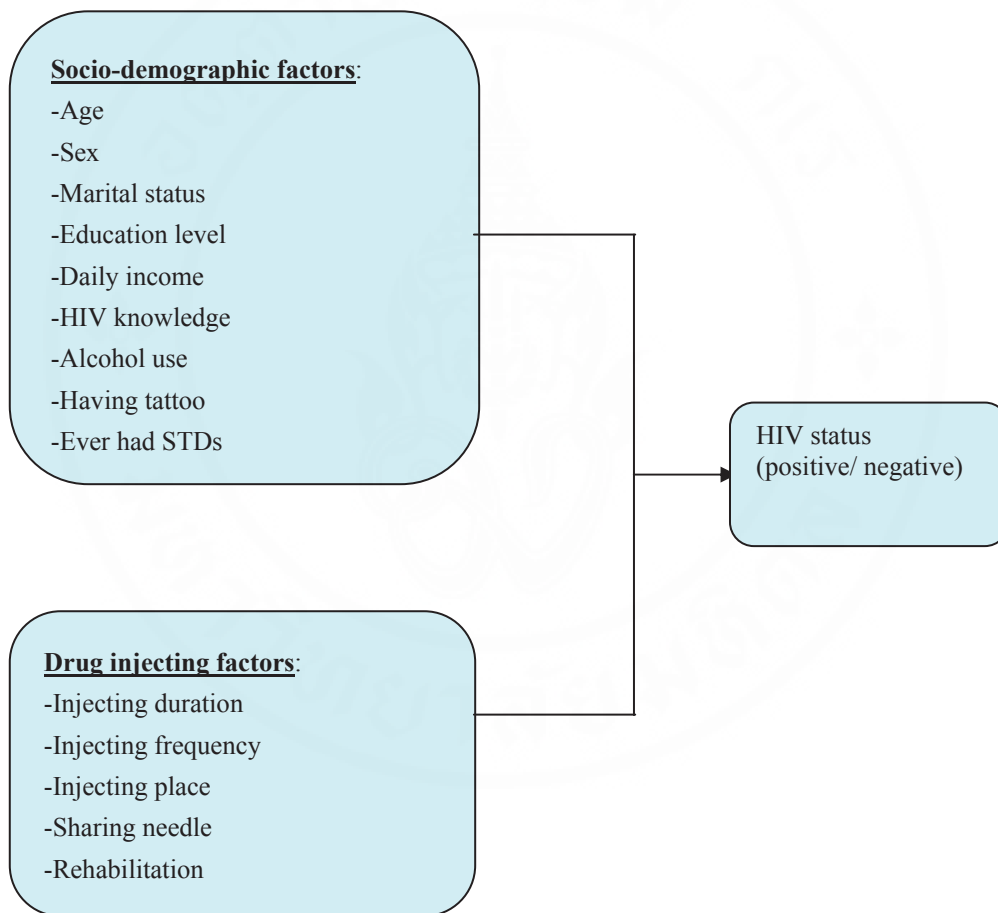 Socio-demographic factors:
-Age
-Sex
-Marital status
-Education level
-Daily income
-HIV knowledge
-Alcohol use
-Having tattoo
-Ever had STDs
HIV status
(positive/ negative)
Drug injecting factors:
-Injecting duration
-Injecting frequency
-Injecting place
-Sharing needle
-Rehabilitation